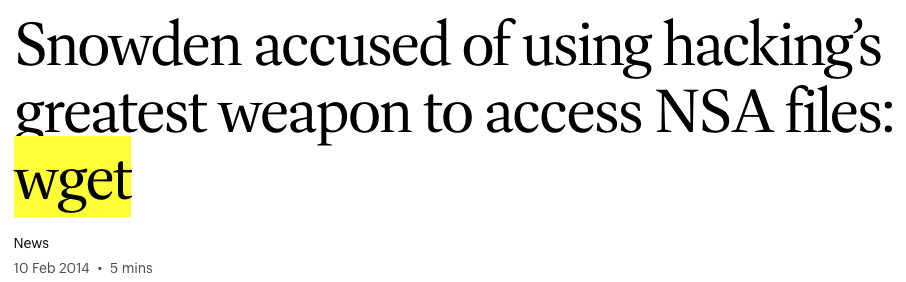 Snowden accused of using hacking’s
greatest weapon to access NSA files:
wget
News
10 Feb 2014 • 5 mins